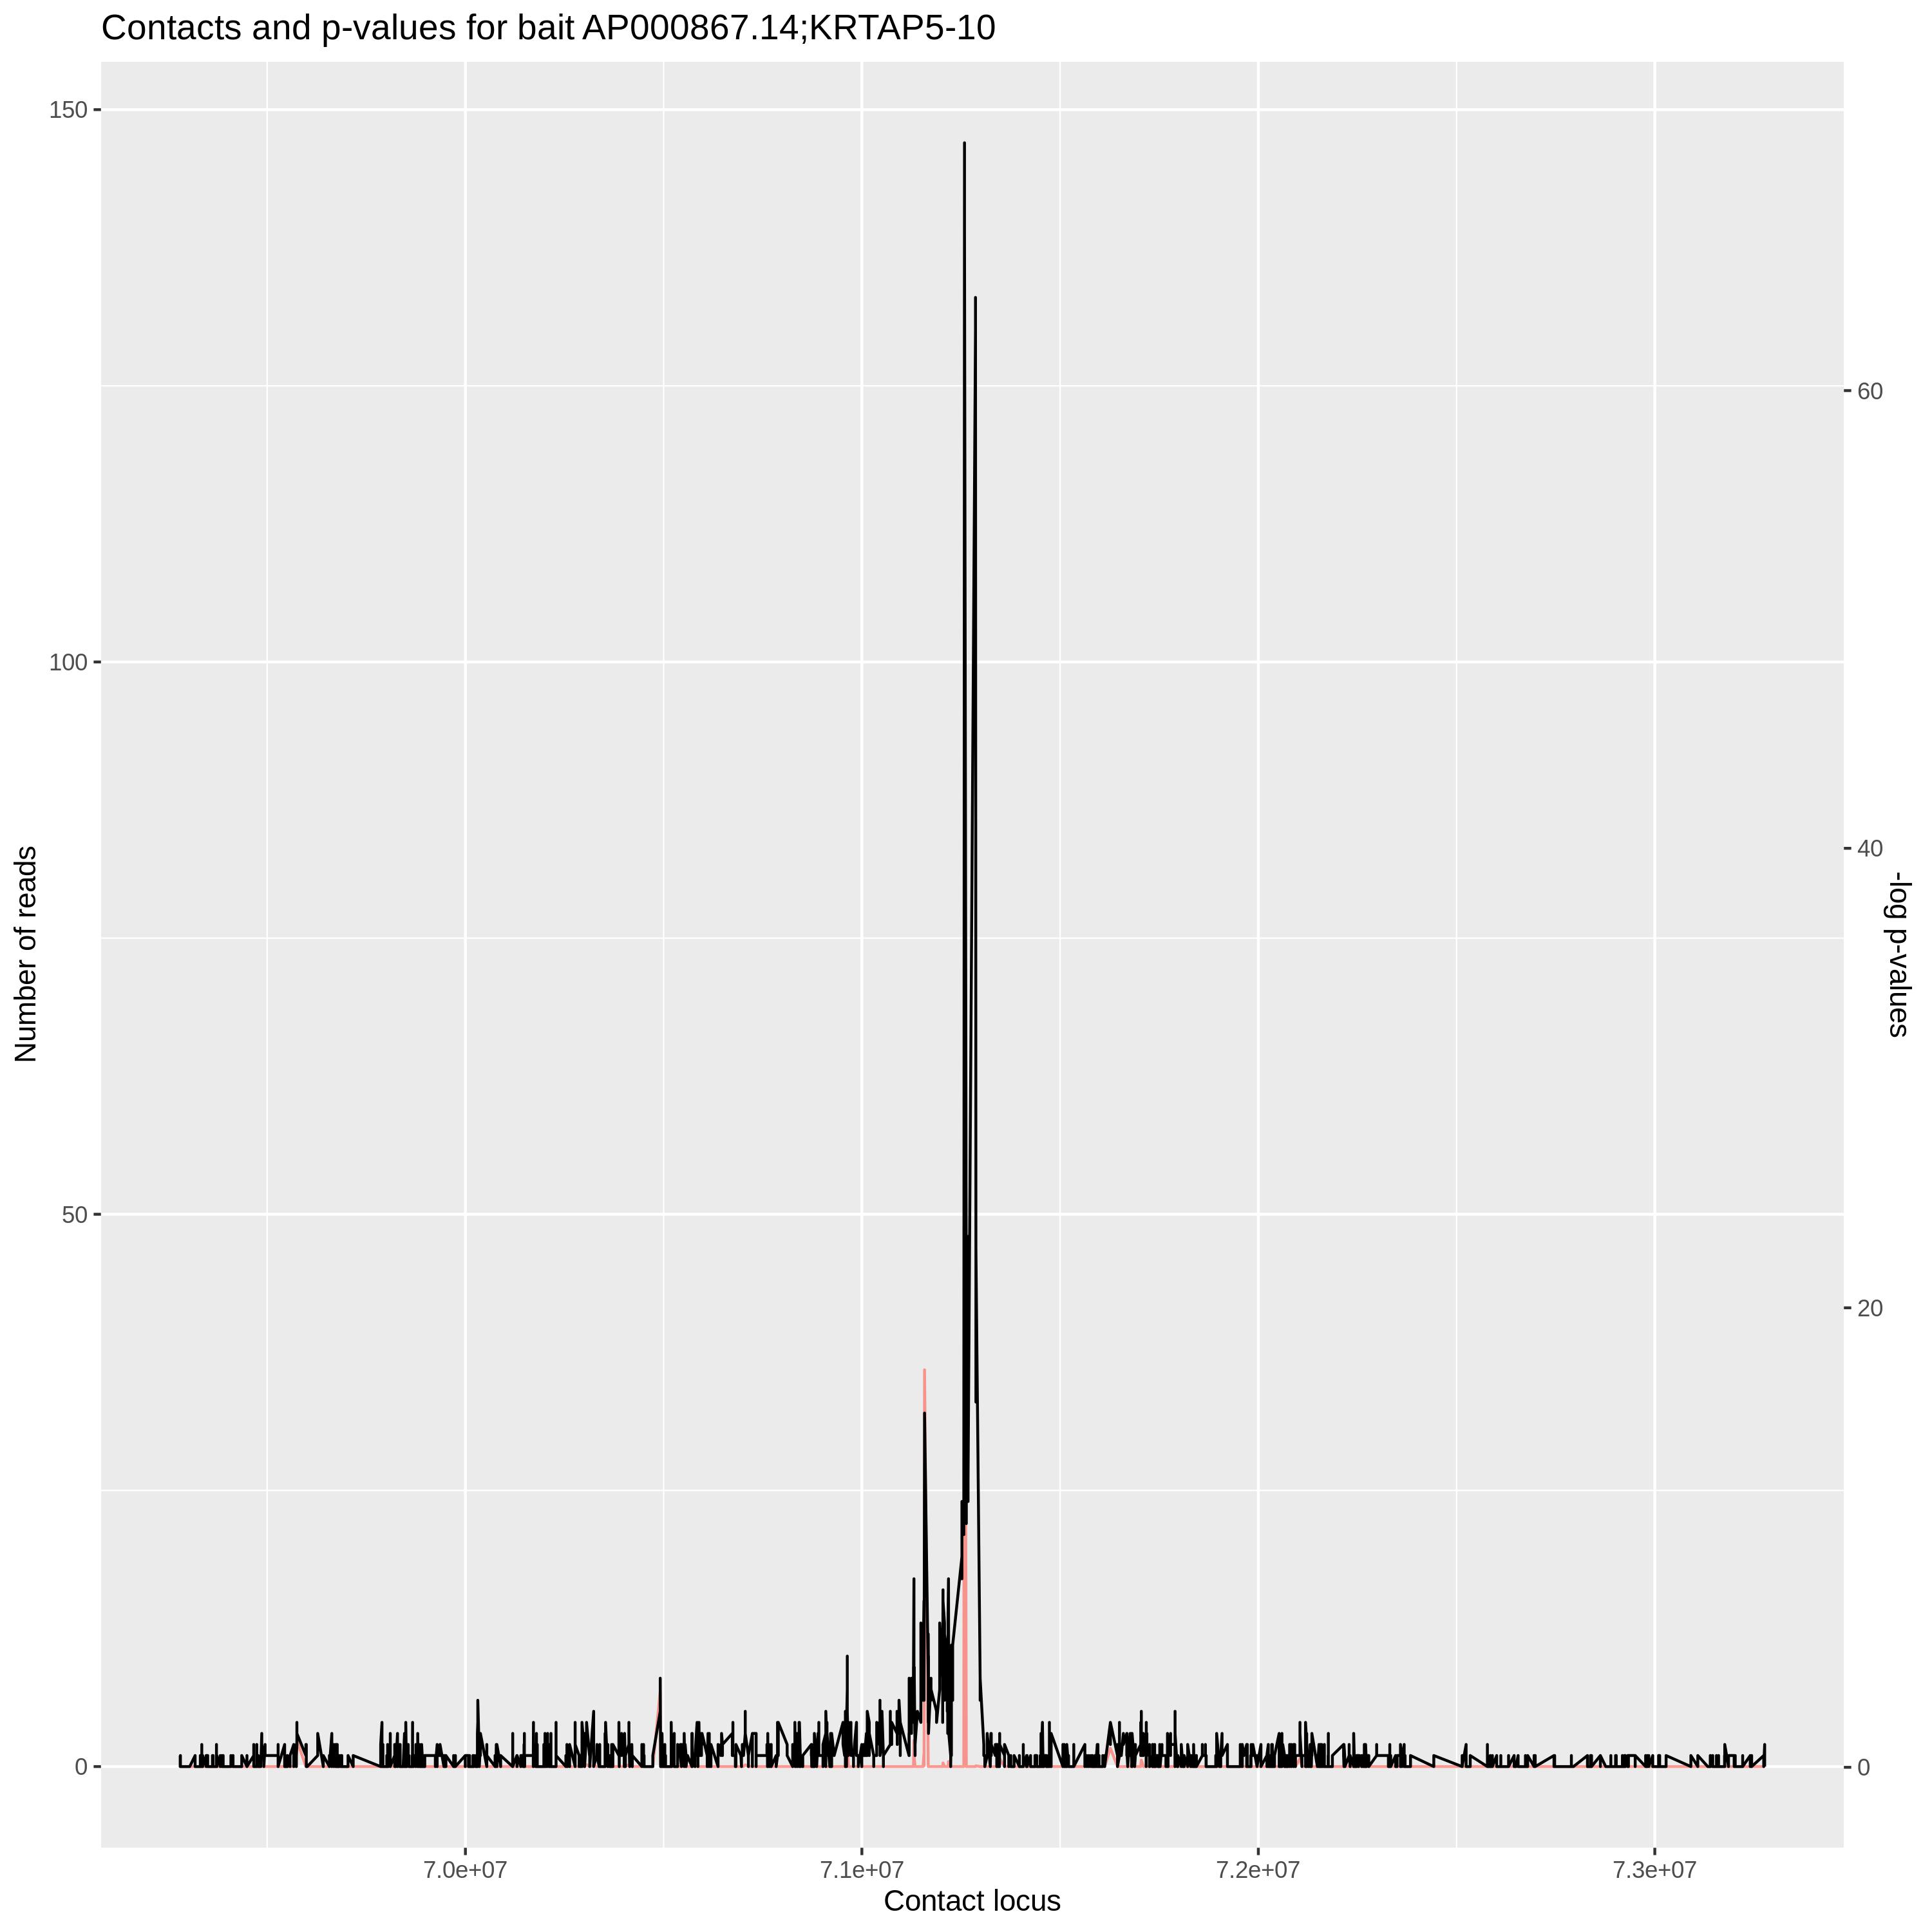 Contacts and p-values for bait AP000867.14;KRTAP5-10
150
100
50
0
Number of reads
60
40
20
0
-log p-values
7.0e+07
7.1e+07
7.2e+07
7.3e+07
Contact locus